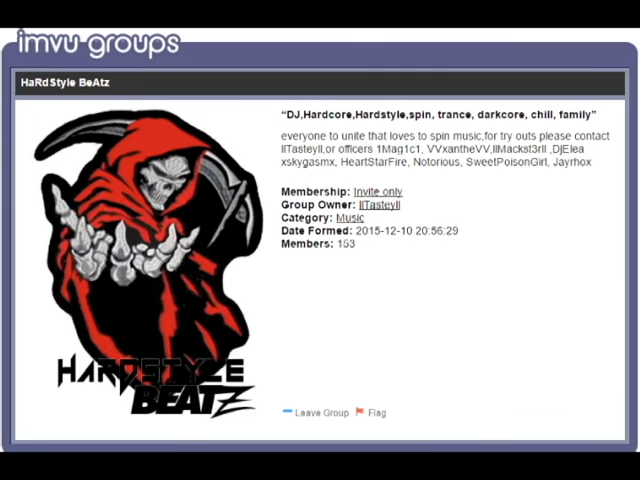 imvu groups
HaRdStyle BeAtz
“DJ,Hardcore,Hardstyle,spin, trance, darkcore, chill, family”
everyone to unite that loves to spin music,for try outs please contact
llTasteyll,or officers 1Mag1c1, VVxantheVV,llMackst3rll ,DjElea
xskygasmx, HeartStarFire, Notorious, SweetPoisonGirl, Jayrhox
Membership: Invite only
Group Owner: llTasteyll
Category: Music
Date Formed: 2015-12-10 20:56:29
Members: 153
HARDSTYLE
BEATZ
Leave Group Flag